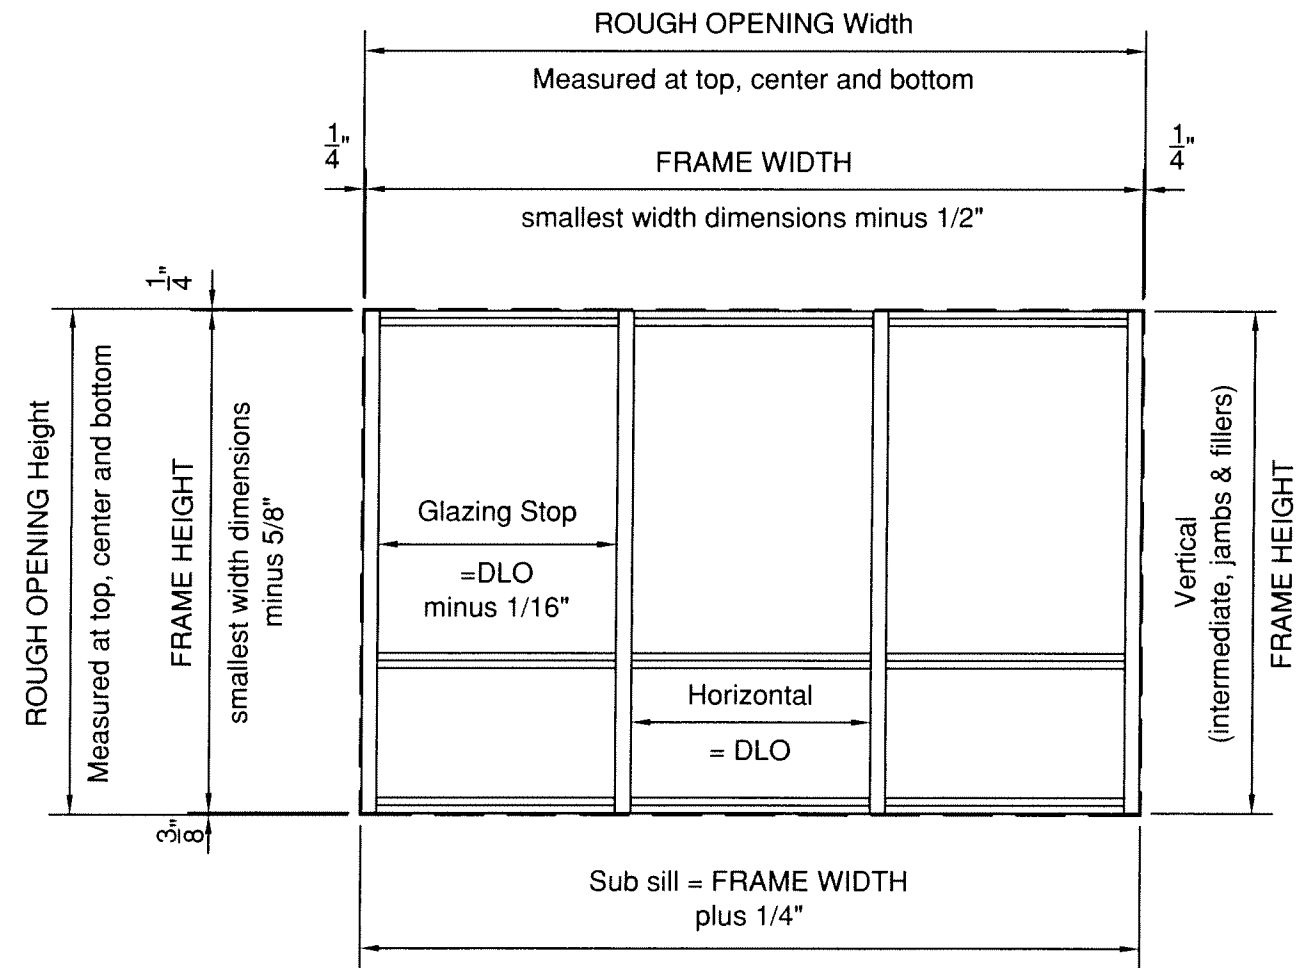 ROUGH OPENING Width
Measured at top, center and bottom
1/4"
1/4"
FRAME WIDTH
smallest width dimensions minus 1/2"
1/4"
ROUGH OPENING Height
Measured at top, center and bottom
FRAME HEIGHT
smallest width dimensions
minus 5/8"
Glazing Stop
=DLO
minus 1/16"
Horizontal
= DLO
Vertical
(intermediate, jambs & fillers)
FRAME HEIGHT
3/8"
Sub sill = FRAME WIDTH
plus 1/4"